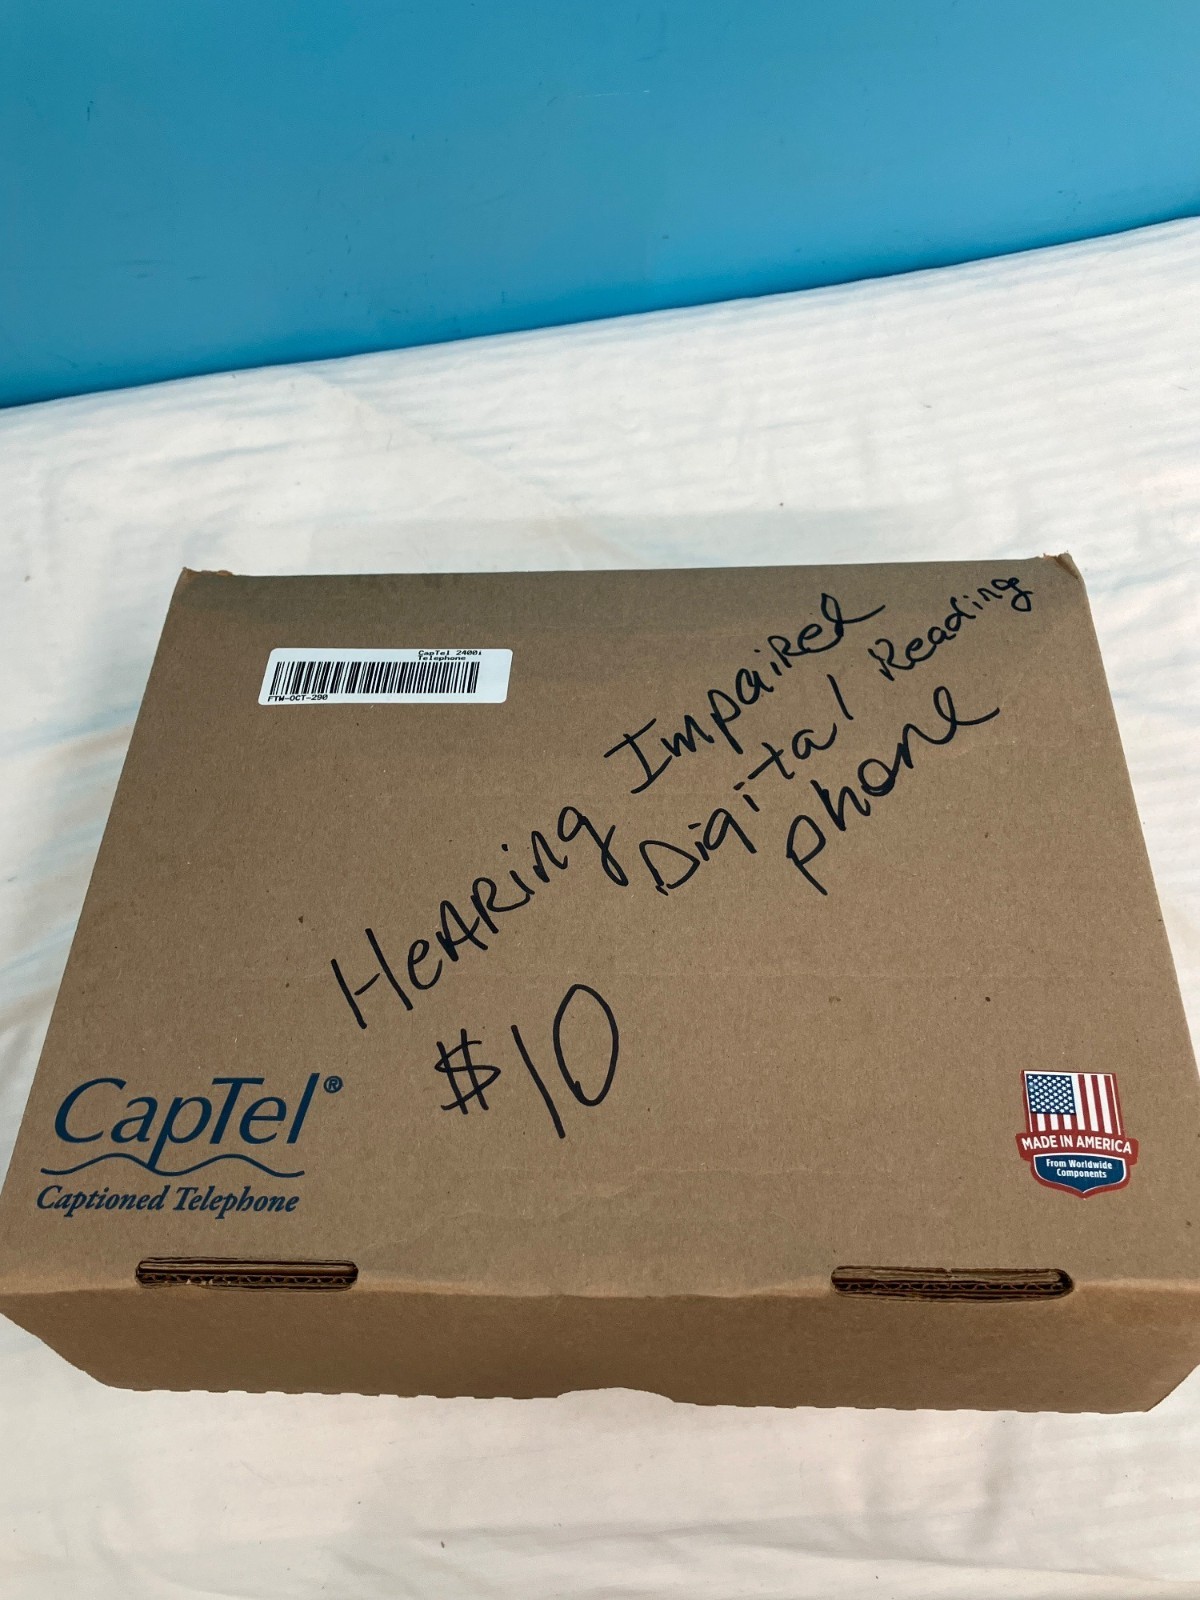 CapTel 2400i
Telephone
FTW-OCT-290
Hearing Impaired
Digital Reading
phone
$10
CapTel®
Captioned Telephone
MADE IN AMERICA
From Worldwide
Components